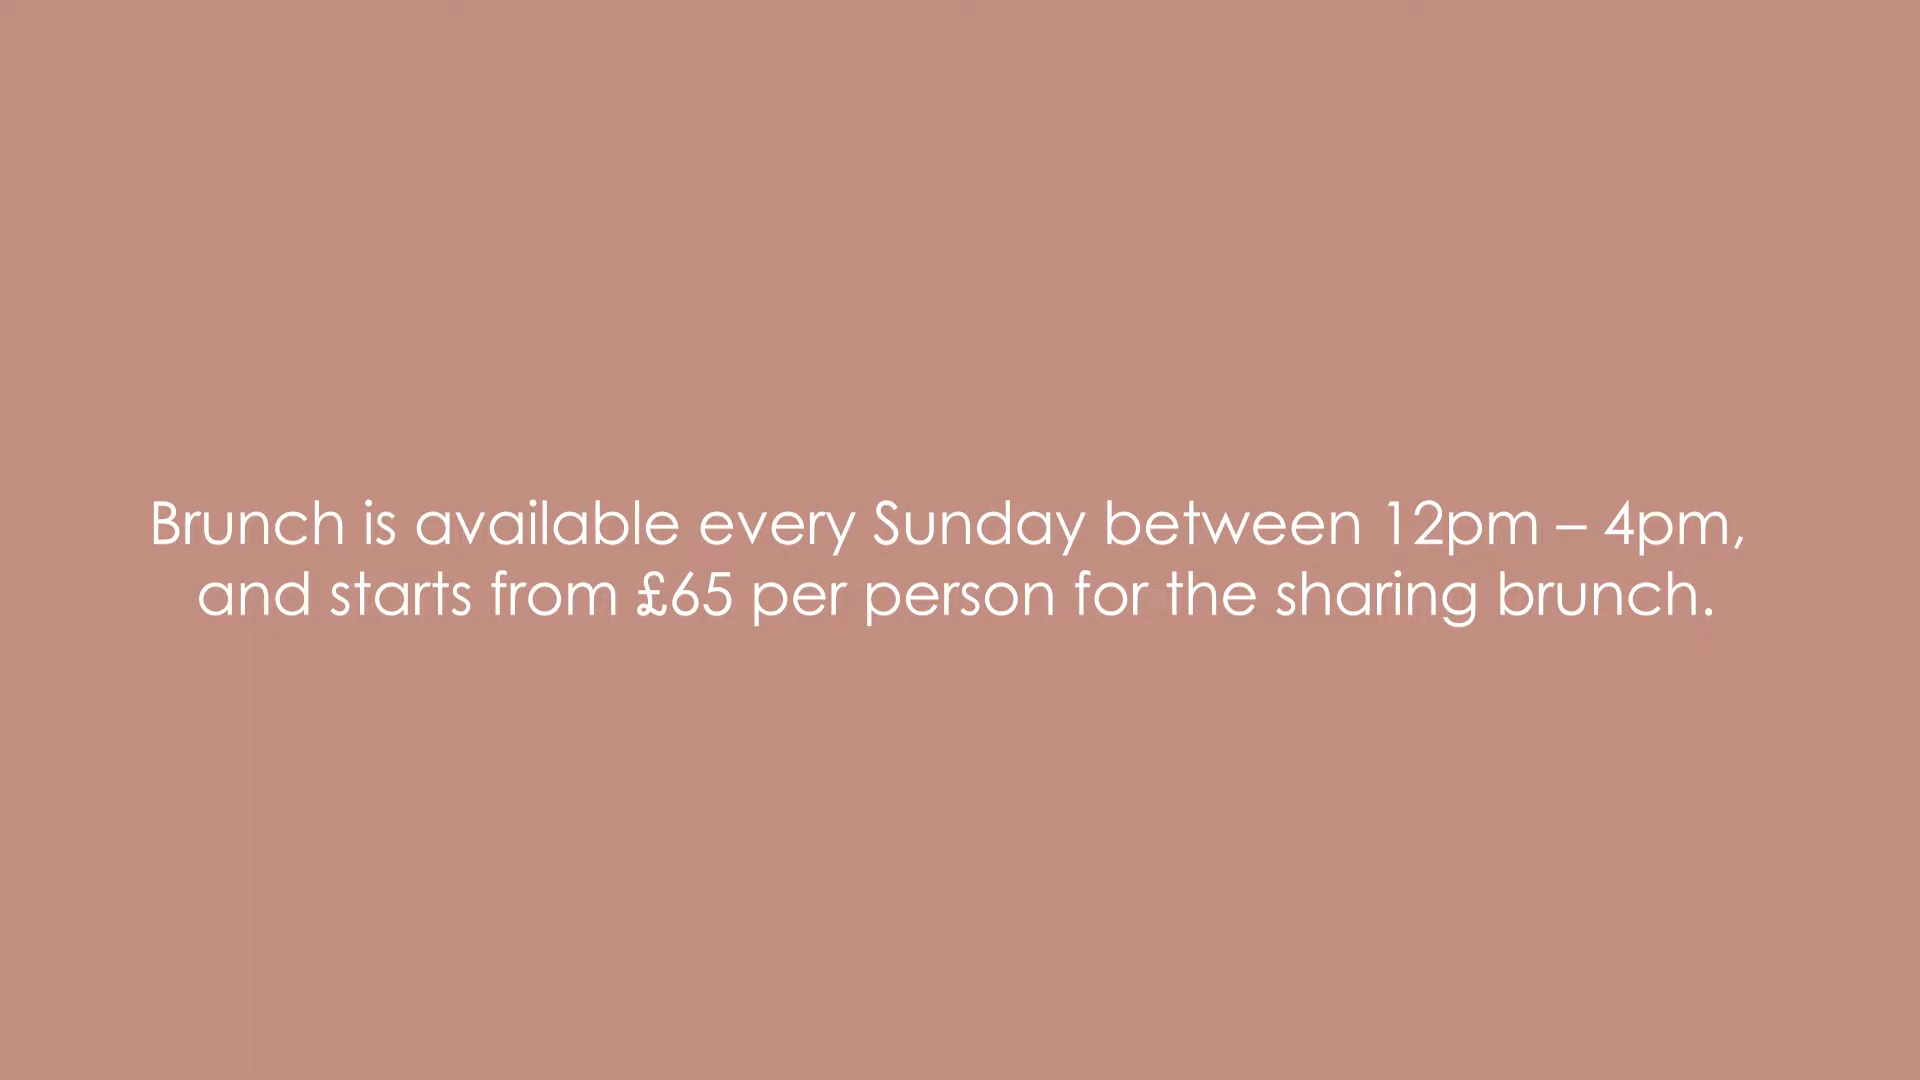 Brunch is available every Sunday between 12pm – 4pm,
and starts from £65 per person for the sharing brunch.